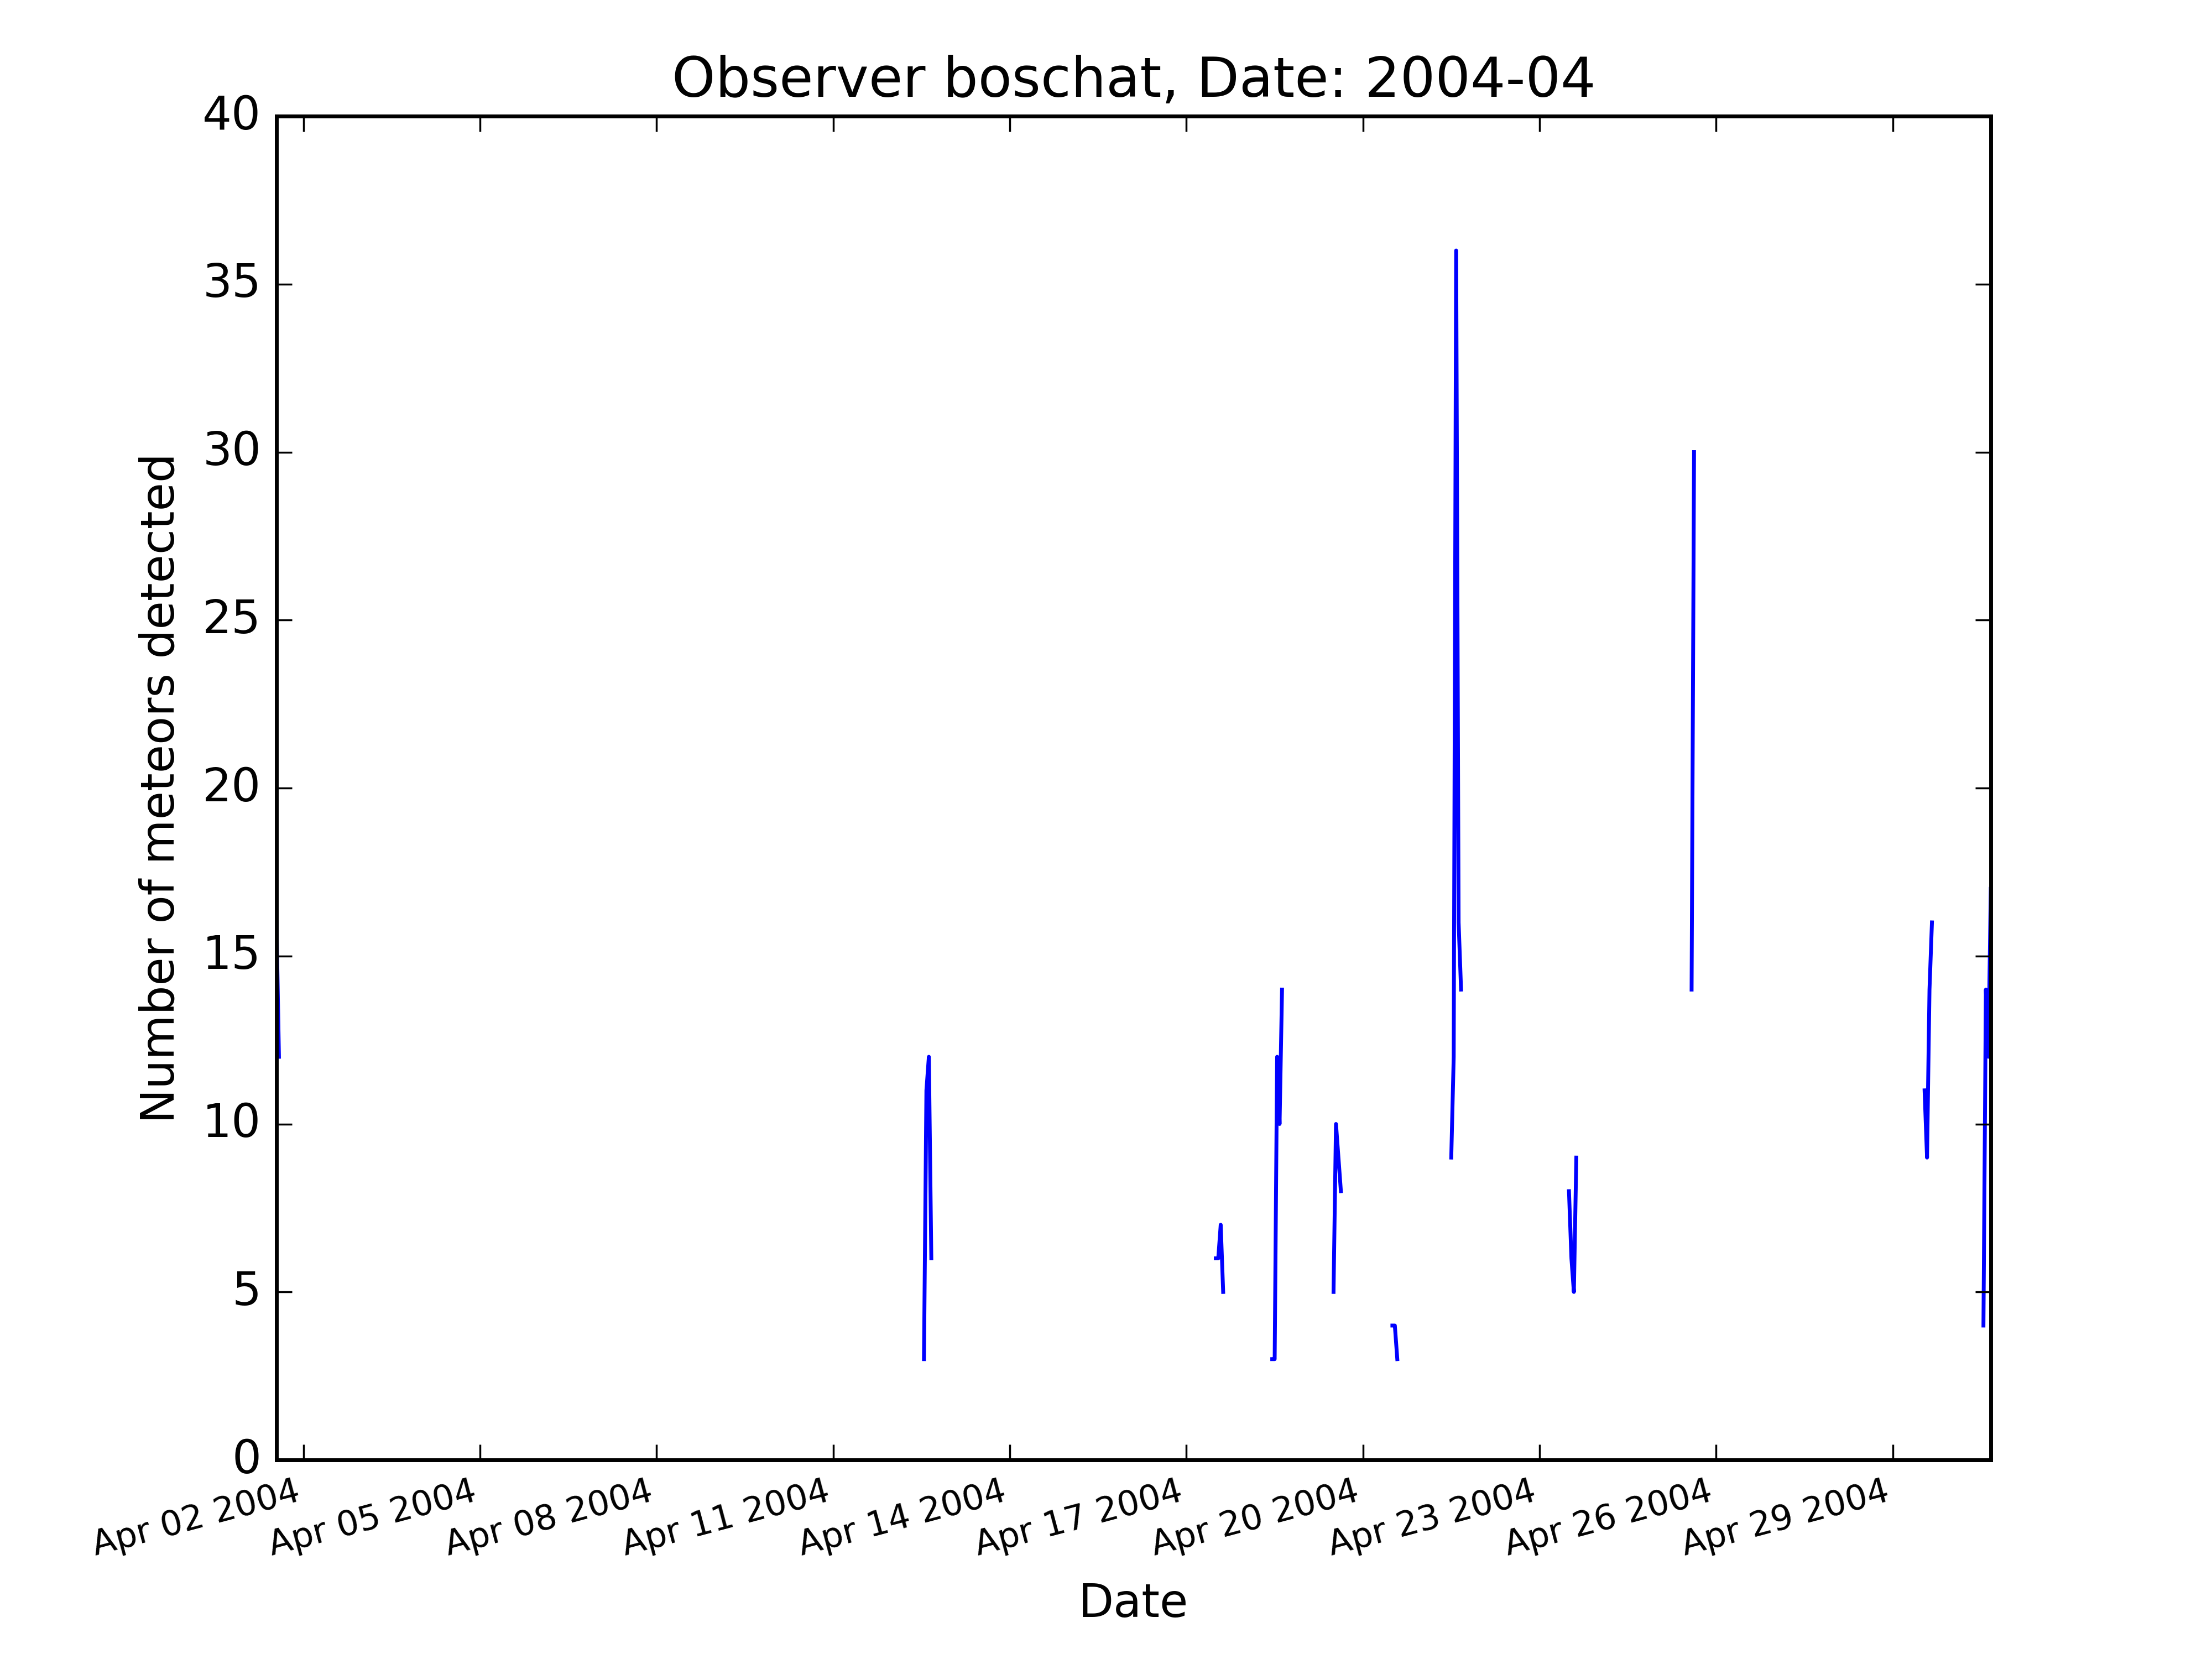 Observer boschat, Date: 2004-04
40
35
30
25
20
15
10
5
0
Number of meteors detected
Apr 02 2004
Apr 05 2004
Apr 08 2004
Apr 11 2004
Apr 14 2004
Apr 17 2004
Apr 20 2004
Apr 23 2004
Apr 26 2004
Apr 29 2004
Date